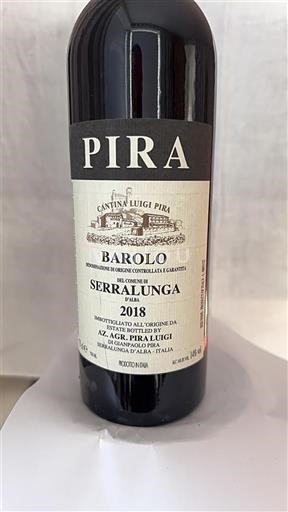 PIRA
CANTINA LUIGI PIRA
BAROLO
DENOMINAZIONE DI ORIGINE CONTROLLATA E GARANTITA
DEL COMUNE DI
SERRALUNGA
D'ALBA
2018
IMBOTTIGLIATO ALL'ORIGINE DA
ESTATE BOTTLED BY
AZ. AGR. PIRA LUIGI
DI GIANPAOLO PIRA
SERRALUNGA D'ALBA - ITALIA
PRODOTTO IN ITALIA